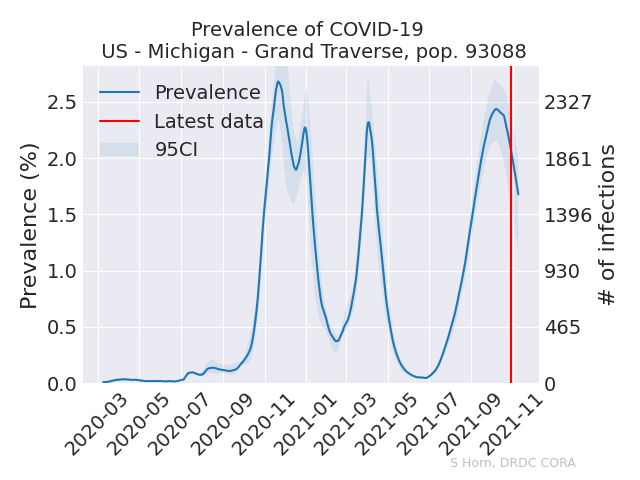 Prevalence of COVID-19
US - Michigan - Grand Traverse, pop. 93088
Prevalence
Latest data
95CI
Prevalence (%)
2.5
2.0
1.5
1.0
0.5
0.0
2327
1861
1396
930
465
0
# of infections
2020-03
2020-05
2020-07
2020-09
2020-11
2021-01
2021-03
2021-05
2021-07
2021-09
2021-11
S Horn, DRDC CORA